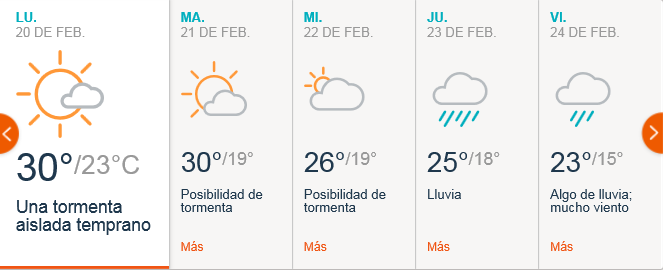 LU.
20 DE FEB.
30°/23°C
Una tormenta
aislada temprano
MA.
21 DE FEB.
30°/19°
Posibilidad de
tormenta
Más
MI.
22 DE FEB.
26°/19°
Posibilidad de
tormenta
Más
JU.
23 DE FEB.
25°/18°
Lluvia
Más
VI.
24 DE FEB.
23°/15°
Algo de lluvia;
mucho viento
Más